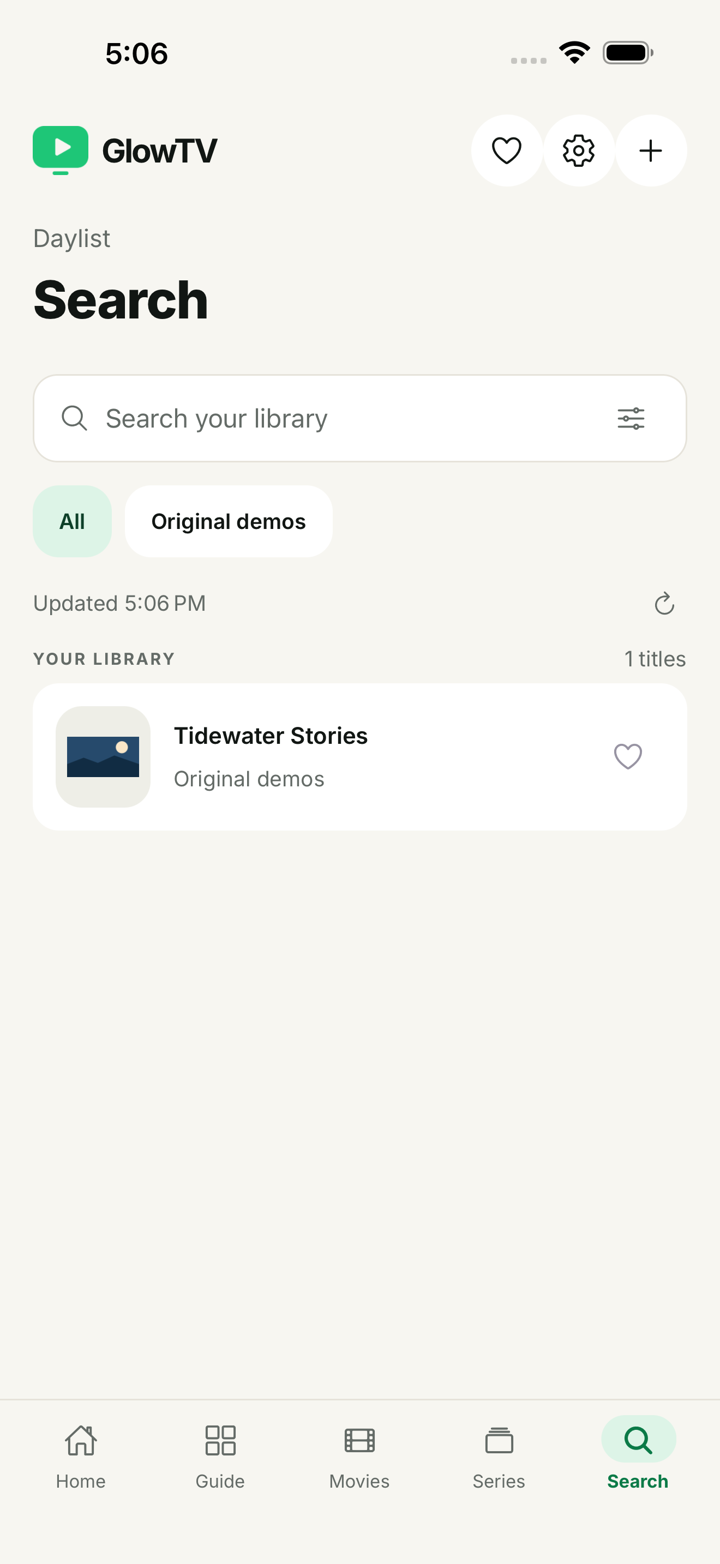 5:06
GlowTV
Daylist
Search
Search your library
All
Original demos
Updated 5:06 PM
YOUR LIBRARY
1 titles
Tidewater Stories
Original demos
Home
Guide
Movies
Series
Search